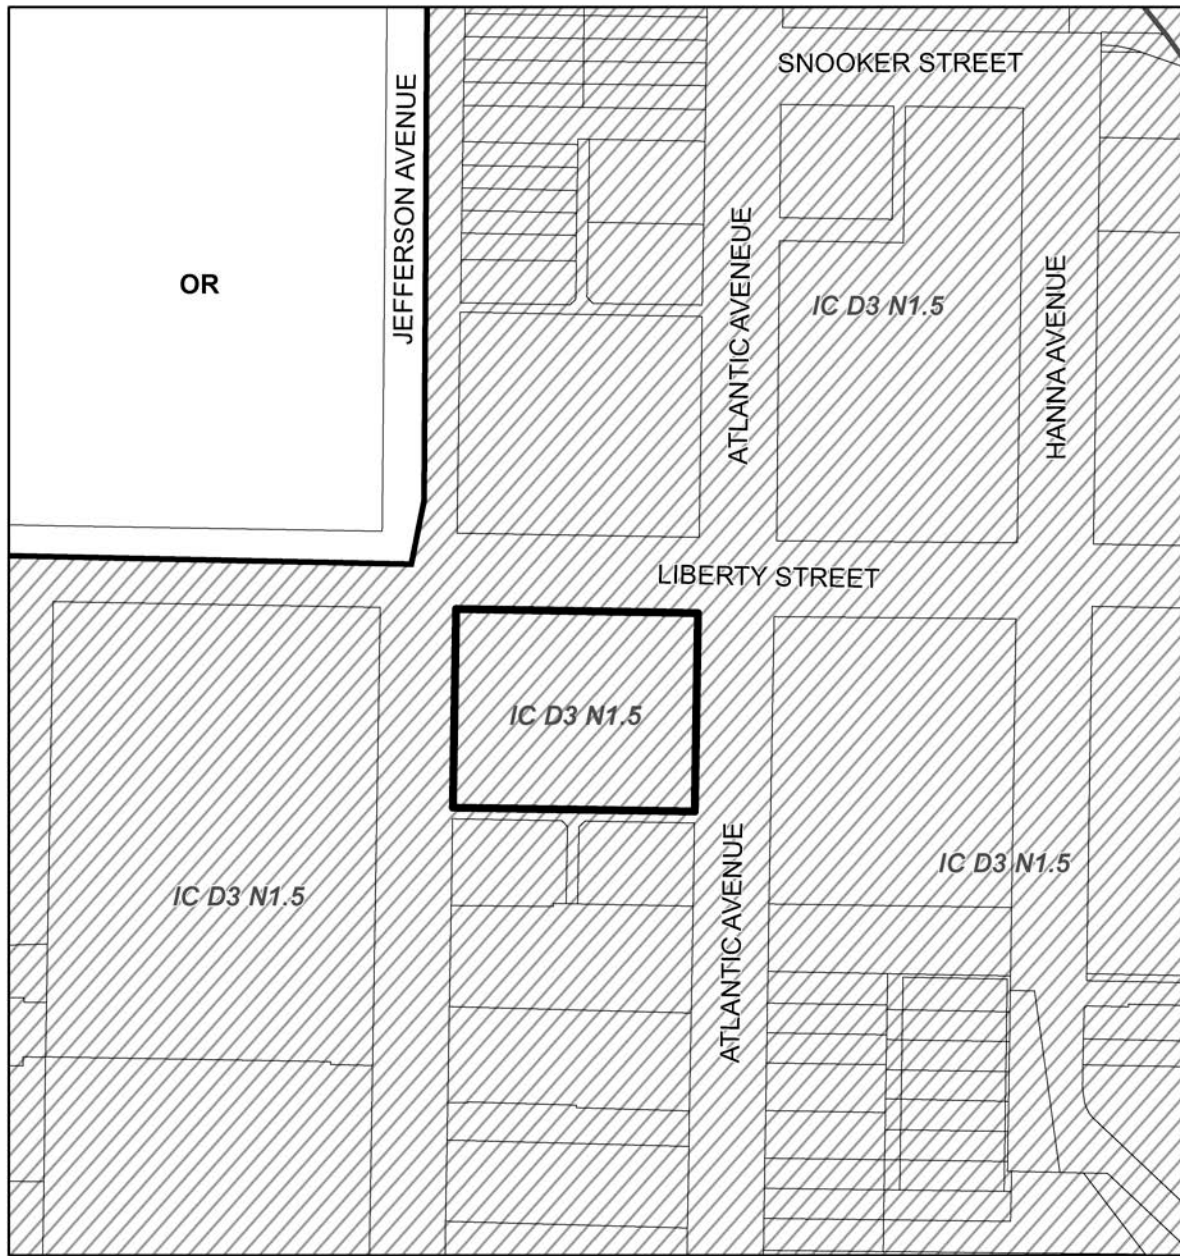 SNOOKER STREET
JEFFERSON AVENUE
OR
ATLANTIC AVENEUE
IC D3 N1.5
HANNA AVENUE
LIBERTY STREET
IC D3 N1.5
IC D3 N1.5
ATLANTIC AVENUE
IC D3 N1.5